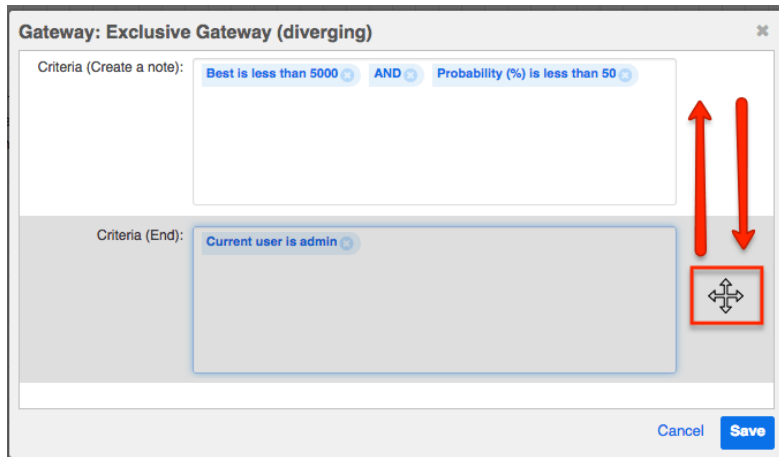 Gateway: Exclusive Gateway (diverging)
Criteria (Create a note): Best is less than 5000 AND Probability (%) is less than 50
Criteria (End): Current user is admin
Cancel Save